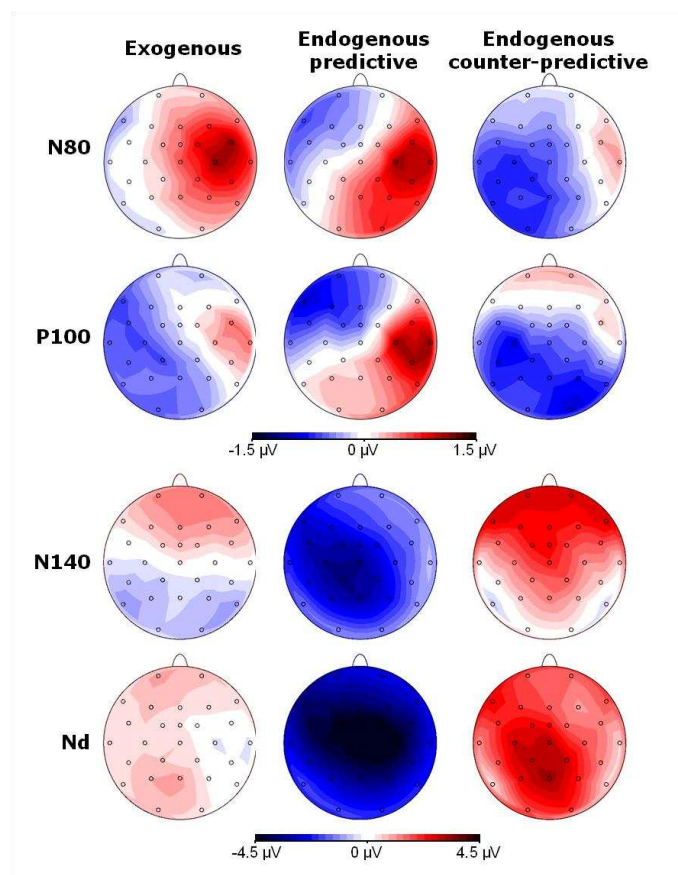 Exogenous
Endogenous
predictive
Endogenous
counter-predictive
N80
P100
-1.5 µV 0 µV 1.5 µV
N140
Nd
-4.5 µV 0 µV 4.5 µV